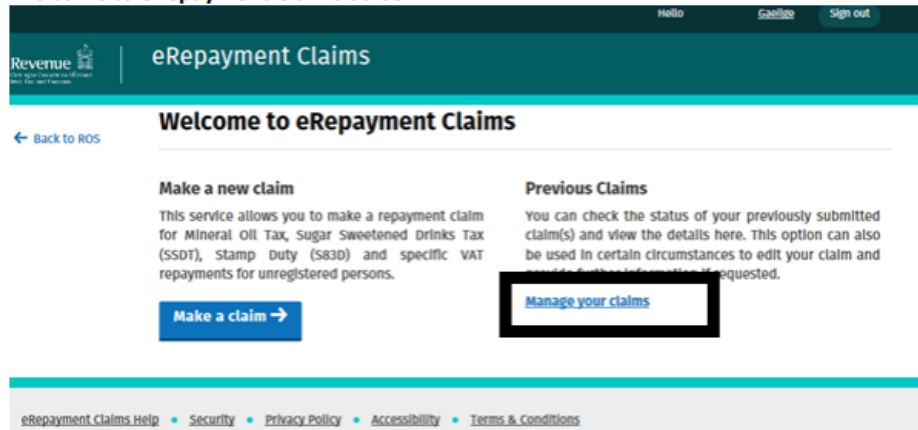 Hello Gaeilge Sign out
Revenue
eRepayment Claims
← Back to ROS
Welcome to eRepayment Claims
Make a new claim
This service allows you to make a repayment claim
for Mineral Oil Tax, Sugar Sweetened Drinks Tax
(SSDT), Stamp Duty (S83D) and specific VAT
repayments for unregistered persons.
Make a claim →
Previous Claims
You can check the status of your previously submitted
claim(s) and view the details here. This option can also
be used in certain circumstances to edit your claim and
provide further information if requested.
Manage your claims
eRepayment Claims Help • Security • Privacy Policy • Accessibility • Terms & Conditions